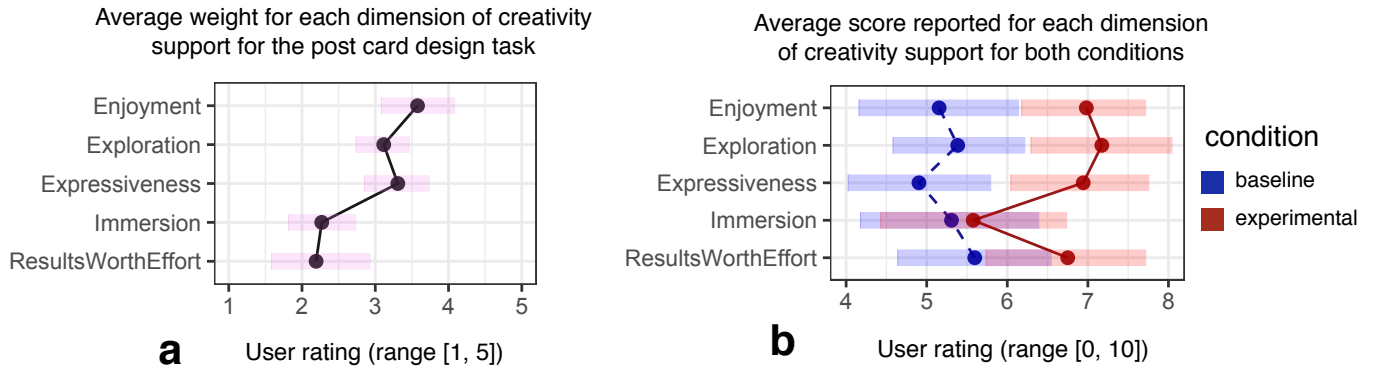 Average weight for each dimension of creativity
support for the post card design task
Enjoyment
Exploration
Expressiveness
Immersion
ResultsWorthEffort
1 2 3 4 5
a User rating (range [1, 5])
Average score reported for each dimension
of creativity support for both conditions
Enjoyment
Exploration
Expressiveness
Immersion
ResultsWorthEffort
4 5 6 7 8
b User rating (range [0, 10])
condition
baseline
experimental